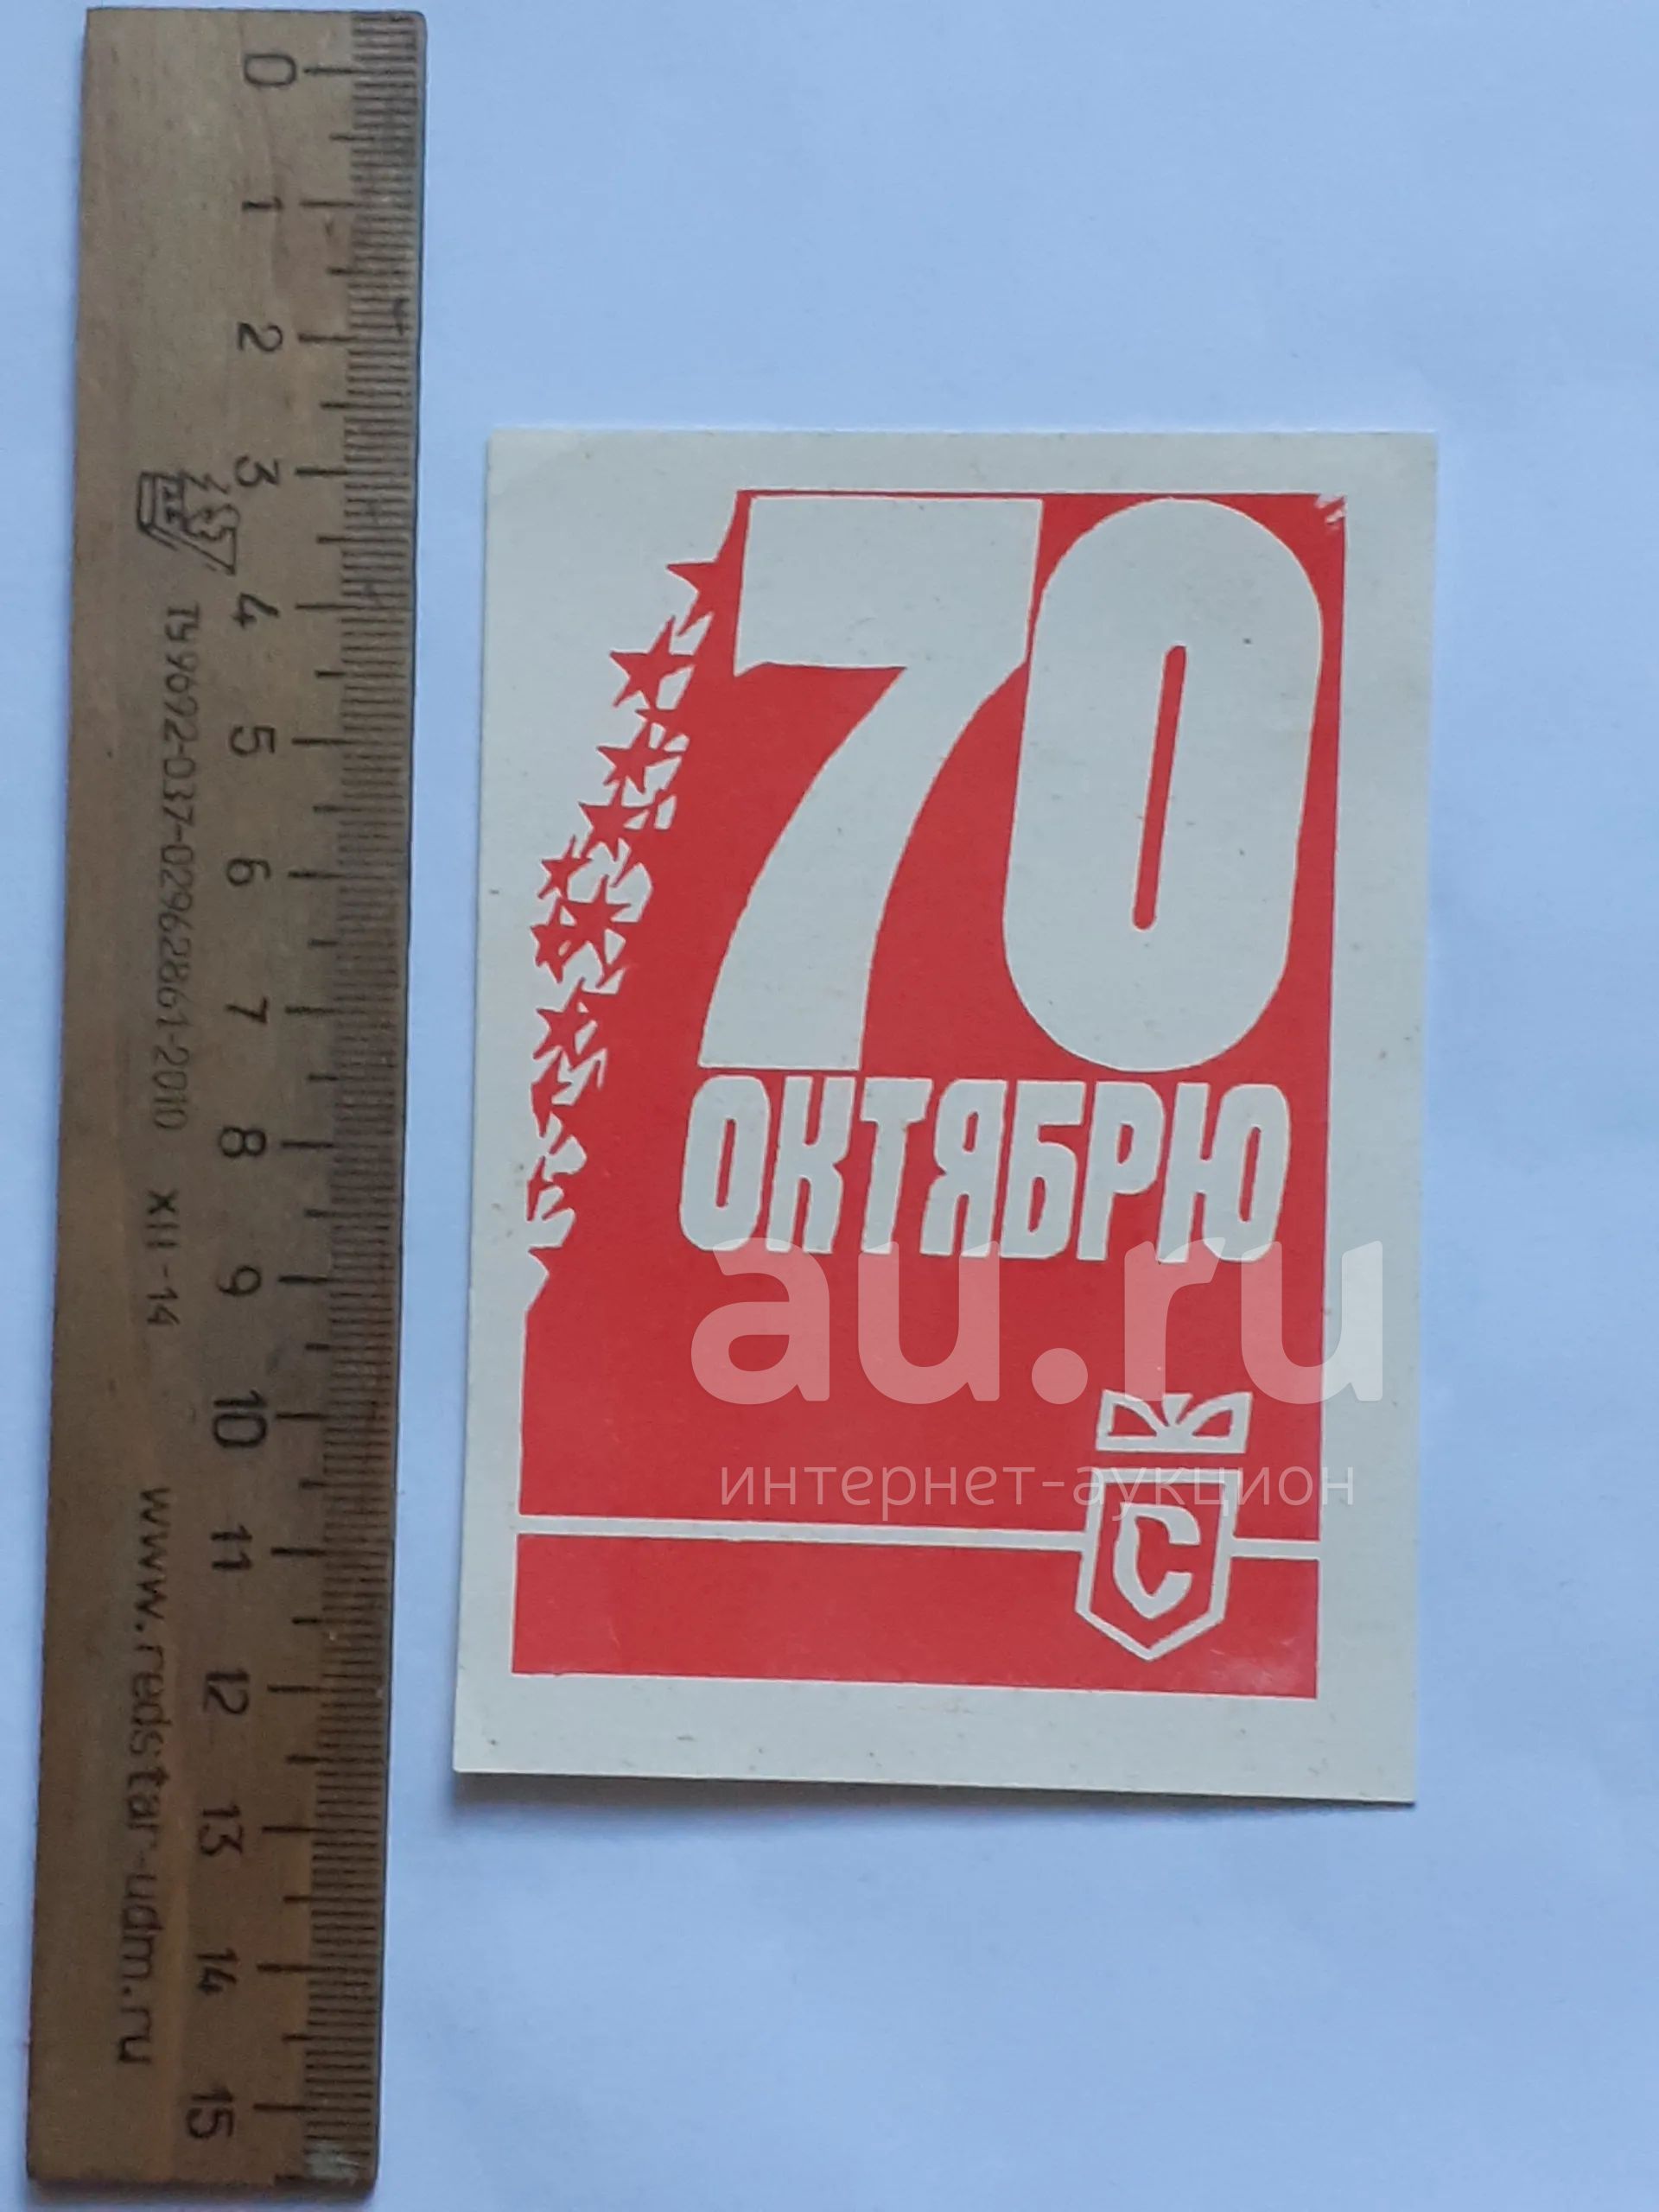 0 1 2 3 4 5 6 7 8 9 10 11 12 13 14 15
ТУ9692-037-02962861-2010 XII-14
www.redstar-udm.ru
70
ОКТЯБРЮ
С
au.ru
интернет-аукцион